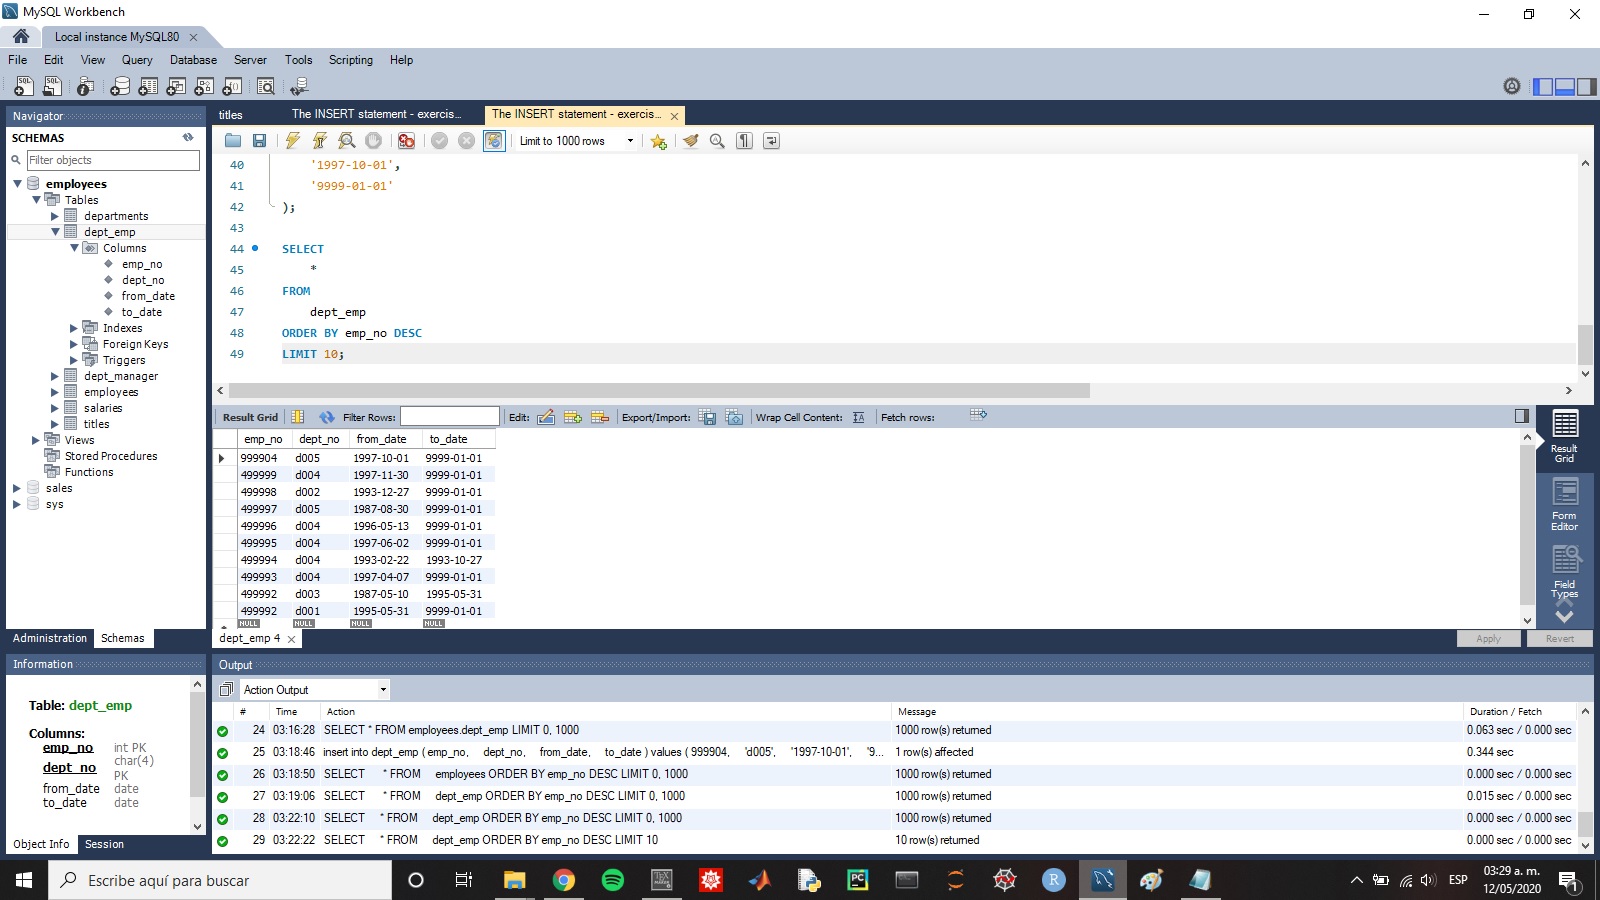 MySQL Workbench
Local instance MySQL80
File Edit View Query Database Server Tools Scripting Help
Navigator
SCHEMAS
Filter objects
employees
Tables
departments
dept_emp
Columns
emp_no
dept_no
from_date
to_date
Indexes
Foreign Keys
Triggers
dept_manager
employees
salaries
titles
Views
Stored Procedures
Functions
sales
sys
Administration Schemas
Information
Table: dept_emp
Columns:
emp_no int PK
dept_no char(4) PK
from_date date
to_date date
Object Info Session
titles The INSERT statement - exercis... The INSERT statement - exercis...
Limit to 1000 rows
40 '1997-10-01',
41 '9999-01-01'
42 );
43
44 SELECT
45 *
46 FROM
47 dept_emp
48 ORDER BY emp_no DESC
49 LIMIT 10;
Result Grid Filter Rows: Edit: Export/Import: Wrap Cell Content: Fetch rows:
emp_no dept_no from_date to_date
999904 d005 1997-10-01 9999-01-01
499999 d004 1997-11-30 9999-01-01
499998 d002 1993-12-27 9999-01-01
499997 d005 1987-08-30 9999-01-01
499996 d004 1996-05-13 9999-01-01
499995 d004 1997-06-02 9999-01-01
499994 d004 1993-02-22 1993-10-27
499993 d004 1997-04-07 9999-01-01
499992 d003 1987-05-10 1995-05-31
499992 d001 1995-05-31 9999-01-01
NULL NULL NULL NULL
Result Grid
Form Editor
Field Types
dept_emp 4
Apply Revert
Output
Action Output
# Time Action Message Duration / Fetch
24 03:16:28 SELECT * FROM employees.dept_emp LIMIT 0, 1000 1000 row(s) returned 0.063 sec / 0.000 sec
25 03:18:46 insert into dept_emp ( emp_no, dept_no, from_date, to_date ) values ( 999904, 'd005', '1997-10-01', '9... 1 row(s) affected 0.344 sec
26 03:18:50 SELECT * FROM employees ORDER BY emp_no DESC LIMIT 0, 1000 1000 row(s) returned 0.000 sec / 0.000 sec
27 03:19:06 SELECT * FROM dept_emp ORDER BY emp_no DESC LIMIT 0, 1000 1000 row(s) returned 0.015 sec / 0.000 sec
28 03:22:10 SELECT * FROM dept_emp ORDER BY emp_no DESC LIMIT 0, 1000 1000 row(s) returned 0.000 sec / 0.000 sec
29 03:22:22 SELECT * FROM dept_emp ORDER BY emp_no DESC LIMIT 10 10 row(s) returned 0.000 sec / 0.000 sec
Escribe aquí para buscar
ESP
03:29 a. m.
12/05/2020
1